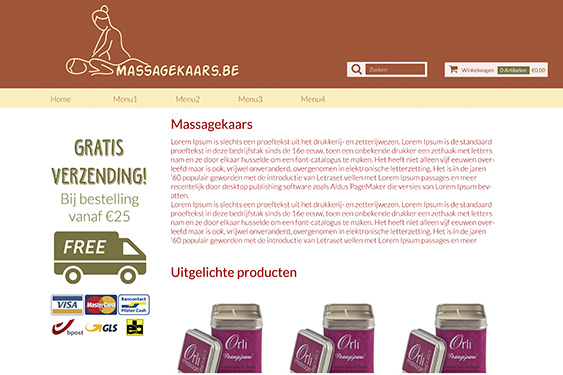 MASSAGEKAARS.BE
Zoeken
Winkelwagen 0 Artikelen €0,00
Home Menu1 Menu2 Menu3 Menu4
GRATIS
VERZENDING!
Bij bestelling
vanaf €25
FREE
VISA MasterCard Bancontact Mister Cash
bpost GLS
Massagekaars
Lorem Ipsum is slechts een proeftekst uit het drukkerij- en zetterijwezen. Lorem Ipsum is de standaard
proeftekst in deze bedrijfstak sinds de 16e eeuw, toen een onbekende drukker een zethaak met letters
nam en ze door elkaar husselde om een font-catalogus te maken. Het heeft niet alleen vijf eeuwen over-
leefd maar is ook, vrijwel onveranderd, overgenomen in elektronische letterzetting. Het is in de jaren
'60 populair geworden met de introductie van Letraset vellen met Lorem Ipsum passages en meer
recentelijk door desktop publishing software zoals Aldus PageMaker die versies van Lorem Ipsum bev-
atten.
Lorem Ipsum is slechts een proeftekst uit het drukkerij- en zetterijwezen. Lorem Ipsum is de standaard
proeftekst in deze bedrijfstak sinds de 16e eeuw, toen een onbekende drukker een zethaak met letters
nam en ze door elkaar husselde om een font-catalogus te maken. Het heeft niet alleen vijf eeuwen over-
leefd maar is ook, vrijwel onveranderd, overgenomen in elektronische letterzetting. Het is in de jaren
'60 populair geworden met de introductie van Letraset vellen met Lorem Ipsum passages en meer
Uitgelichte producten
Orli Orli Orli
Orli Orli Orli